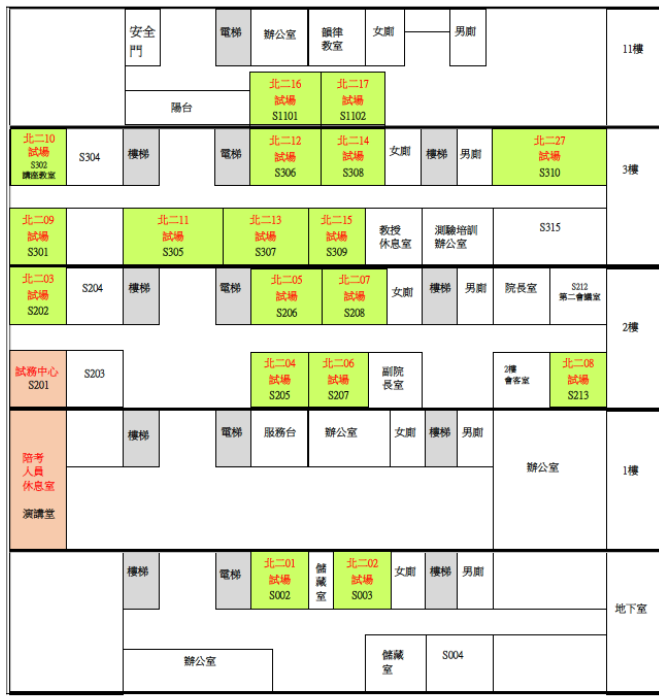 安全
門
電梯
辦公室
韻律
教室
女廁
男廁
11樓
陽台
北二16
試場
S1101
北二17
試場
S1102
北二10
試場
S302
講座教室
S304
樓梯
電梯
北二12
試場
S306
北二14
試場
S308
女廁
樓梯
男廁
北二27
試場
S310
3樓
北二09
試場
S301
北二11
試場
S305
北二13
試場
S307
北二15
試場
S309
教授
休息室
測驗培訓
辦公室
S315
北二03
試場
S202
S204
樓梯
電梯
北二05
試場
S206
北二07
試場
S208
女廁
樓梯
男廁
院長室
S212
第二會議室
2樓
試務中心
S201
S203
北二04
試場
S205
北二06
試場
S207
副院
長室
2樓
會客室
北二08
試場
S213
陪考
人員
休息室
演講堂
樓梯
電梯
服務台
辦公室
女廁
樓梯
男廁
辦公室
1樓
樓梯
電梯
北二01
試場
S002
儲
藏
室
北二02
試場
S003
女廁
樓梯
男廁
地下室
辦公室
儲藏
室
S004